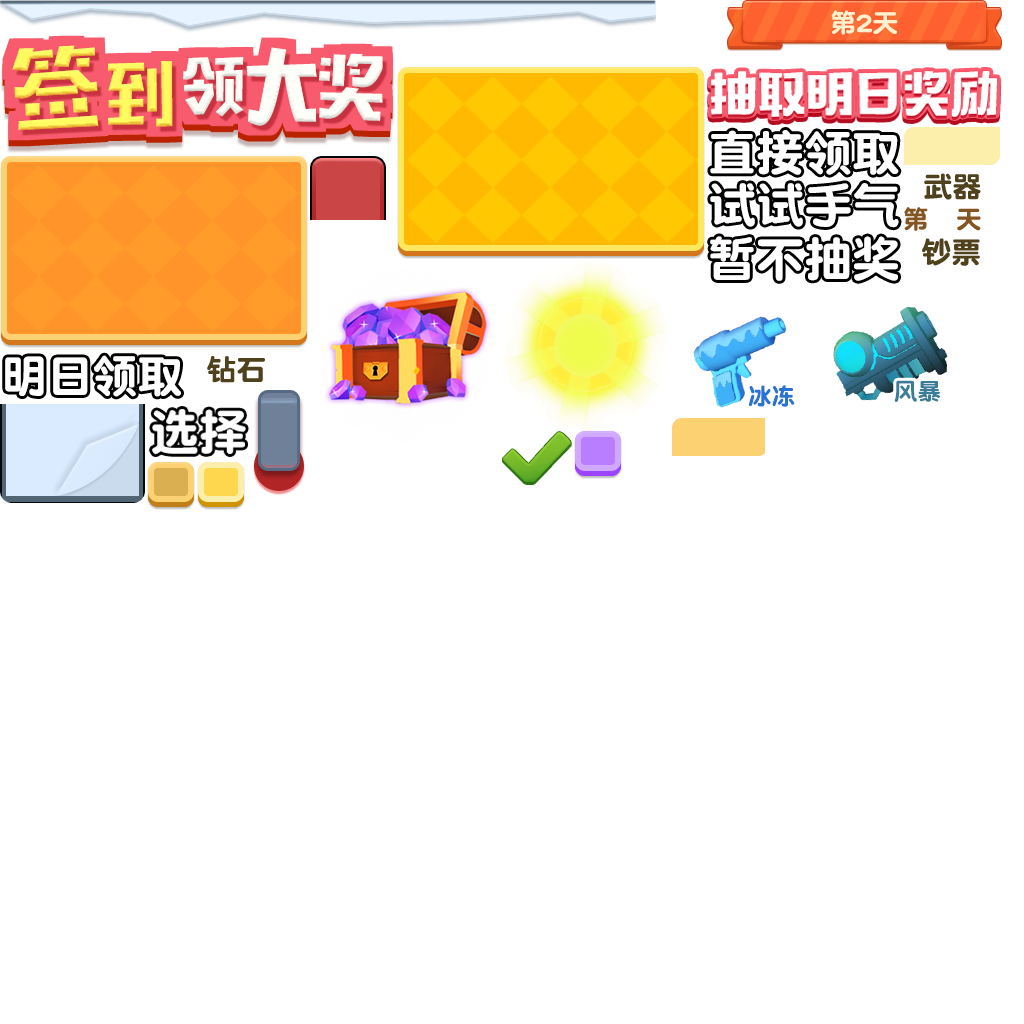 第2天
签到领大奖
抽取明日奖励
直接领取
武器
试试手气
第 天
暂不抽奖
钞票
明日领取
钻石
冰冻
风暴
选择